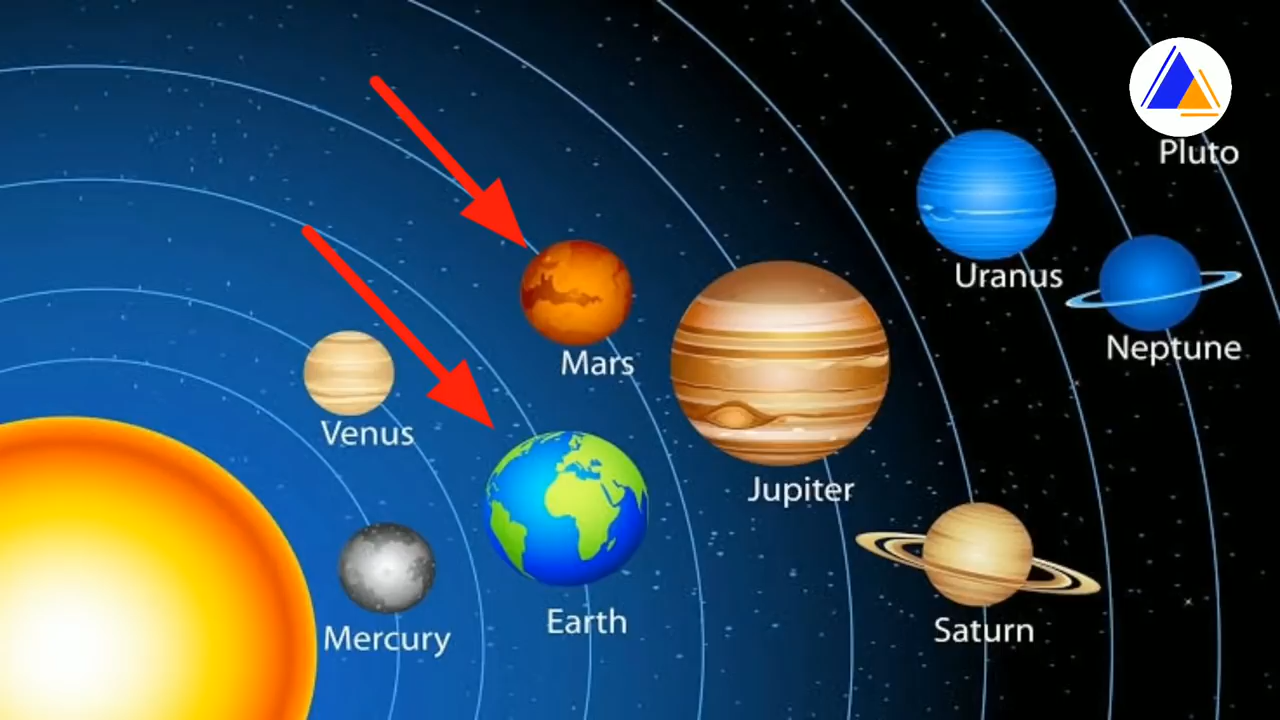 Pluto
Uranus
Neptune
Mars
Venus
Jupiter
Earth
Saturn
Mercury